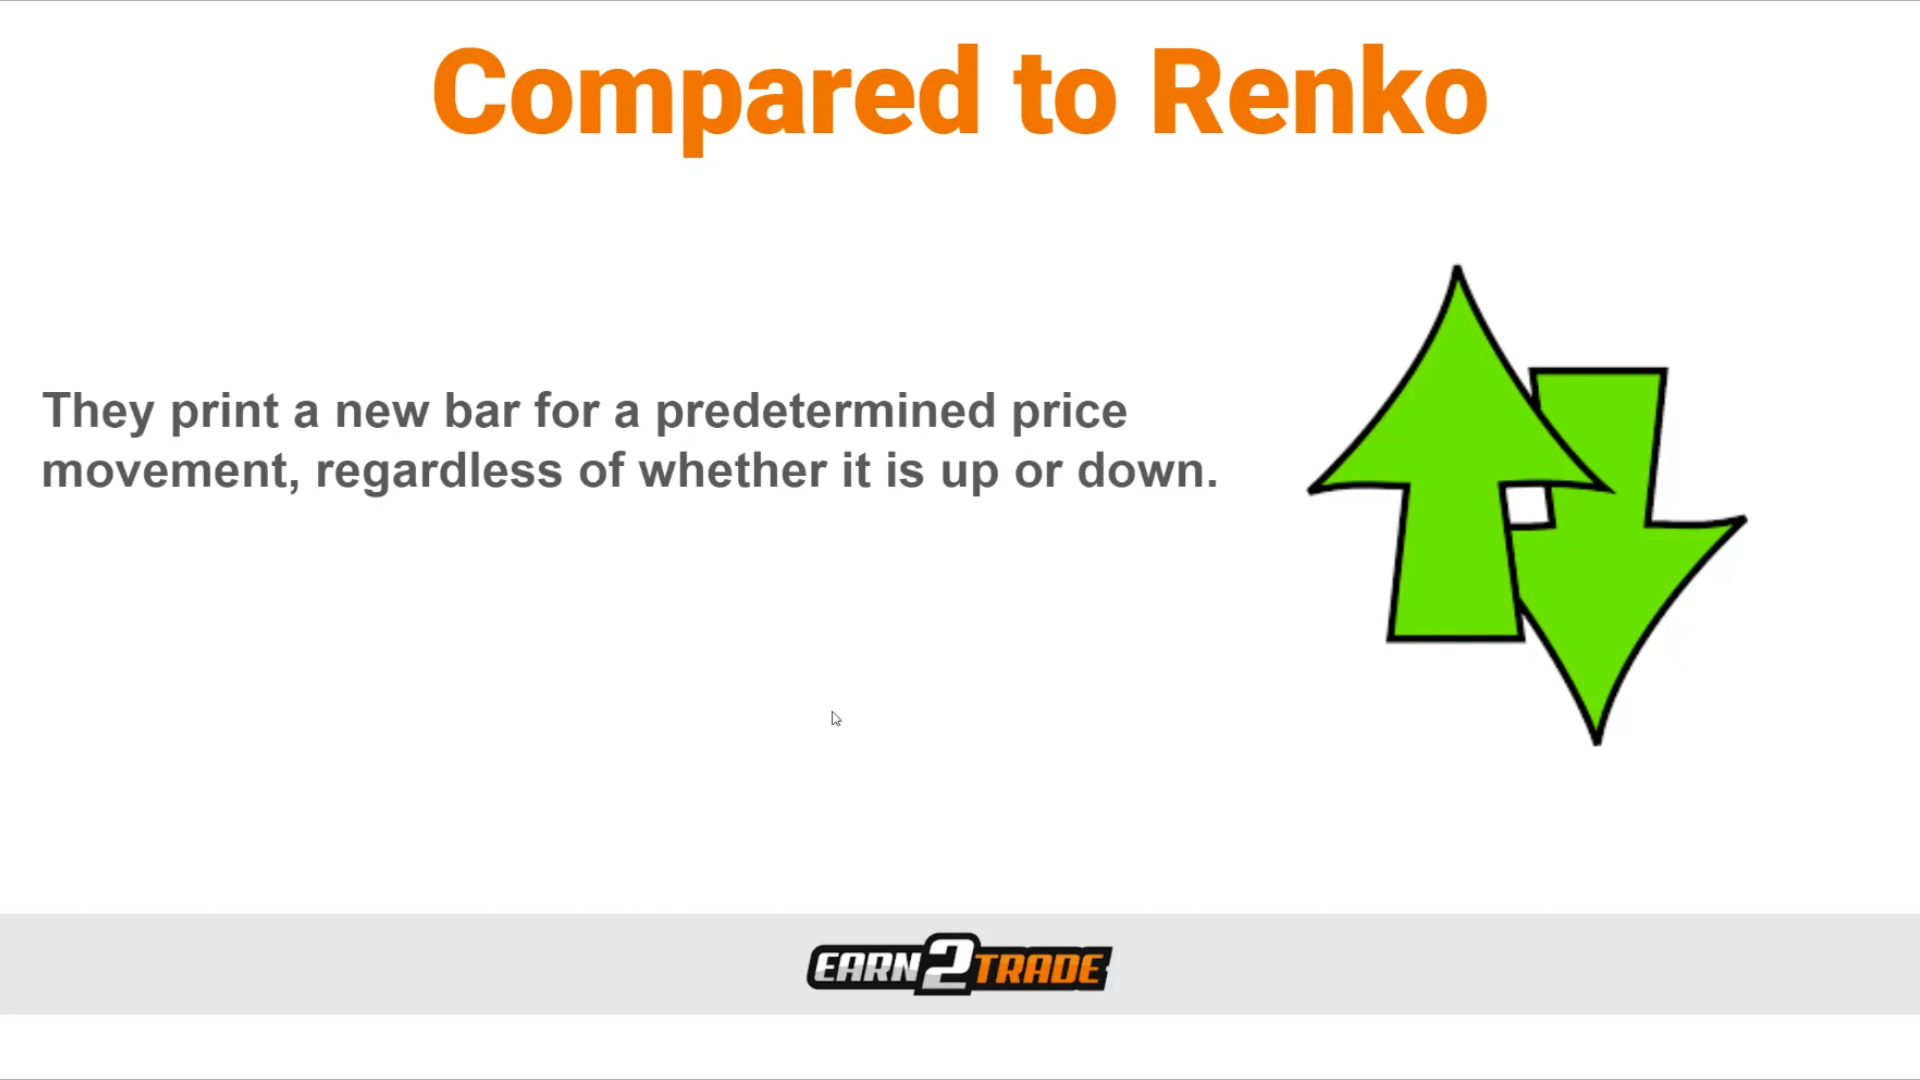 Compared to Renko
They print a new bar for a predetermined price
movement, regardless of whether it is up or down.
EARN2TRADE